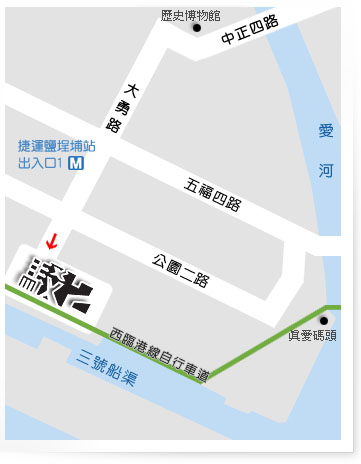 歷史博物館
中正四路
大勇路
愛河
捷運鹽埕埔站
出入口1 M
五福四路
公園二路
駁二
西臨港線自行車道
真愛碼頭
三號船渠